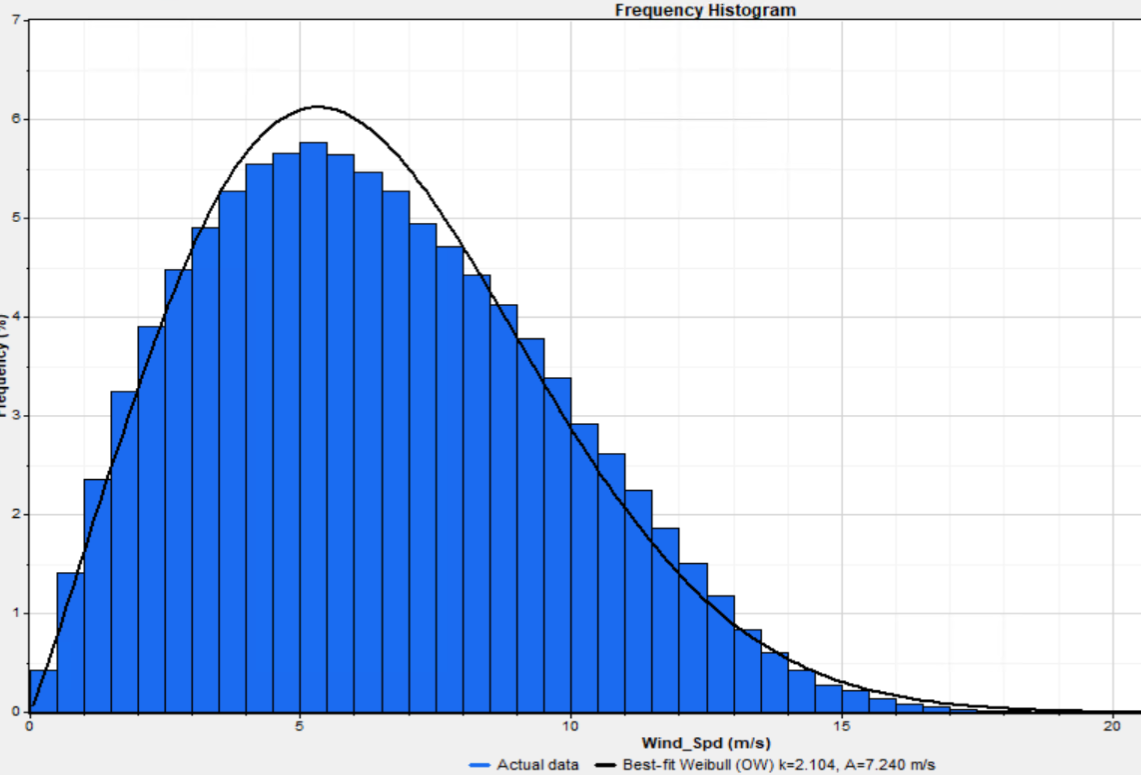 Frequency Histogram
7
6
5
4
3
2
1
0
Frequency (%)
0 5 10 15 20
Wind_Spd (m/s)
Actual data Best-fit Weibull (OW) k=2.104, A=7.240 m/s